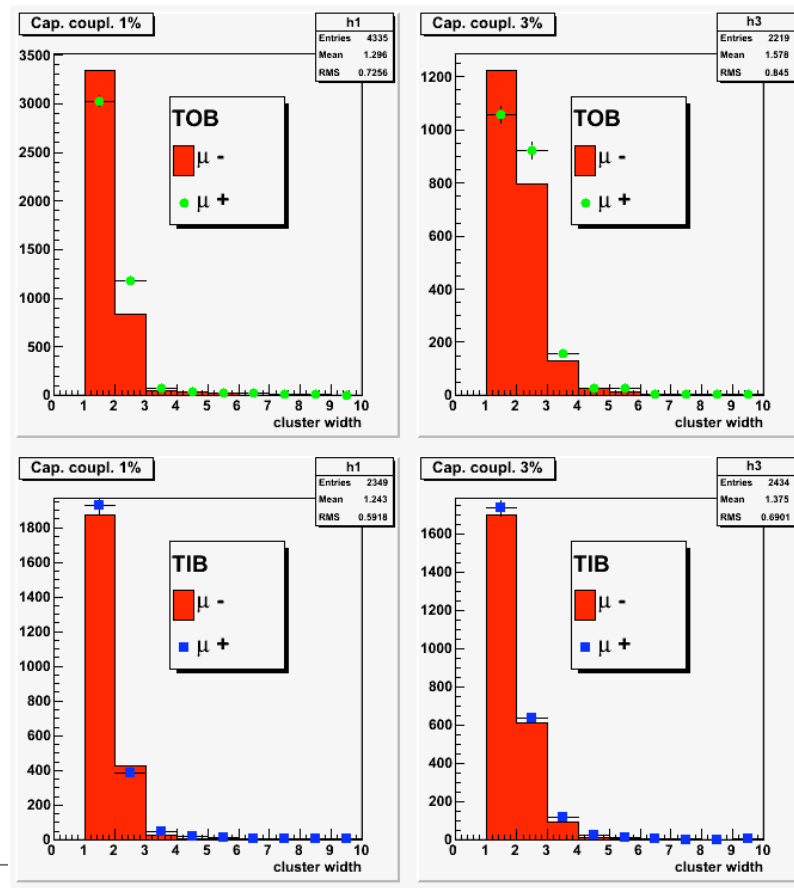 Cap. coupl. 1%
h1
Entries 4335
Mean 1.296
RMS 0.7256
3500
3000
2500
2000
1500
1000
500
0
TOB
μ -
μ +
0 1 2 3 4 5 6 7 8 9 10
cluster width
Cap. coupl. 3%
h3
Entries 2219
Mean 1.578
RMS 0.845
1200
1000
800
600
400
200
0
TOB
μ -
μ +
0 1 2 3 4 5 6 7 8 9 10
cluster width
Cap. coupl. 1%
h1
Entries 2349
Mean 1.243
RMS 0.5918
1800
1600
1400
1200
1000
800
600
400
200
0
TIB
μ -
μ +
0 1 2 3 4 5 6 7 8 9 10
cluster width
Cap. coupl. 3%
h3
Entries 2434
Mean 1.375
RMS 0.6901
1600
1400
1200
1000
800
600
400
200
0
TIB
μ -
μ +
0 1 2 3 4 5 6 7 8 9 10
cluster width